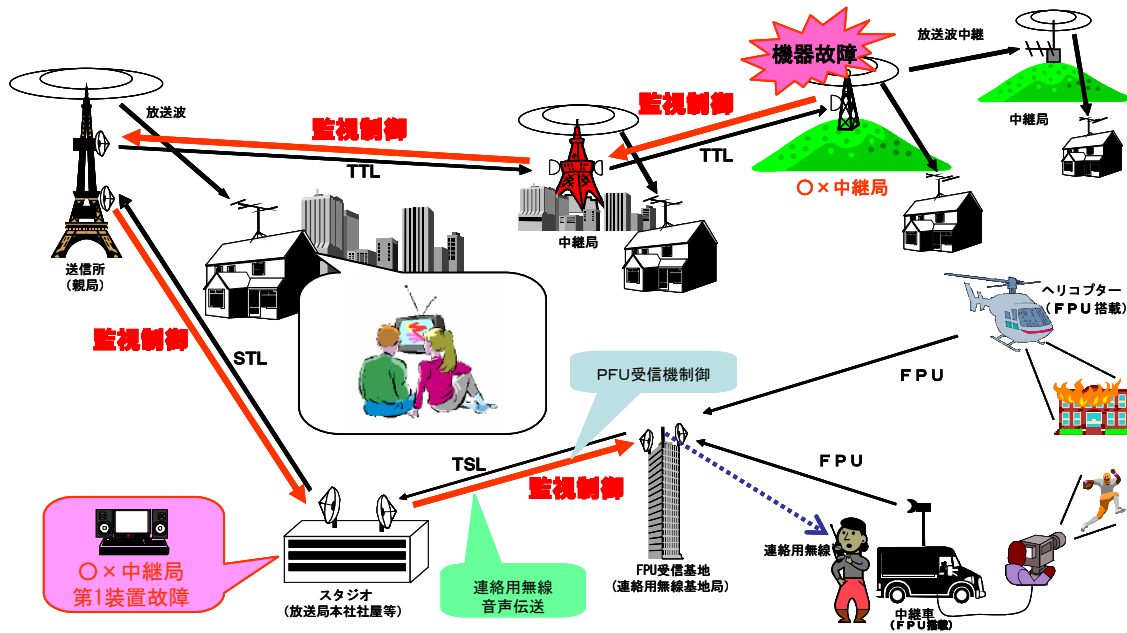 機器故障
放送波中継
中継局
放送波
監視制御
TTL
監視制御
TTL
○×中継局
中継局
送信所
(親局)
監視制御
STL
ヘリコプター
(FPU搭載)
FPU
PFU受信機制御
TSL
監視制御
FPU
連絡用無線
○×中継局
第1装置故障
スタジオ
(放送局本社社屋等)
連絡用無線
音声伝送
FPU受信基地
(連絡用無線基地局)
中継車
(FPU搭載)